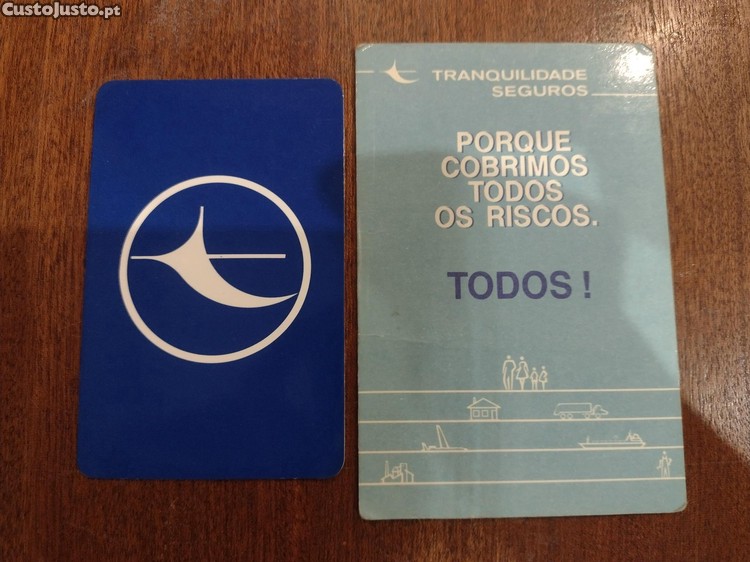 CustoJusto.pt
TRANQUILIDADE
SEGUROS
PORQUE
COBRIMOS
TODOS
OS RISCOS.
TODOS !